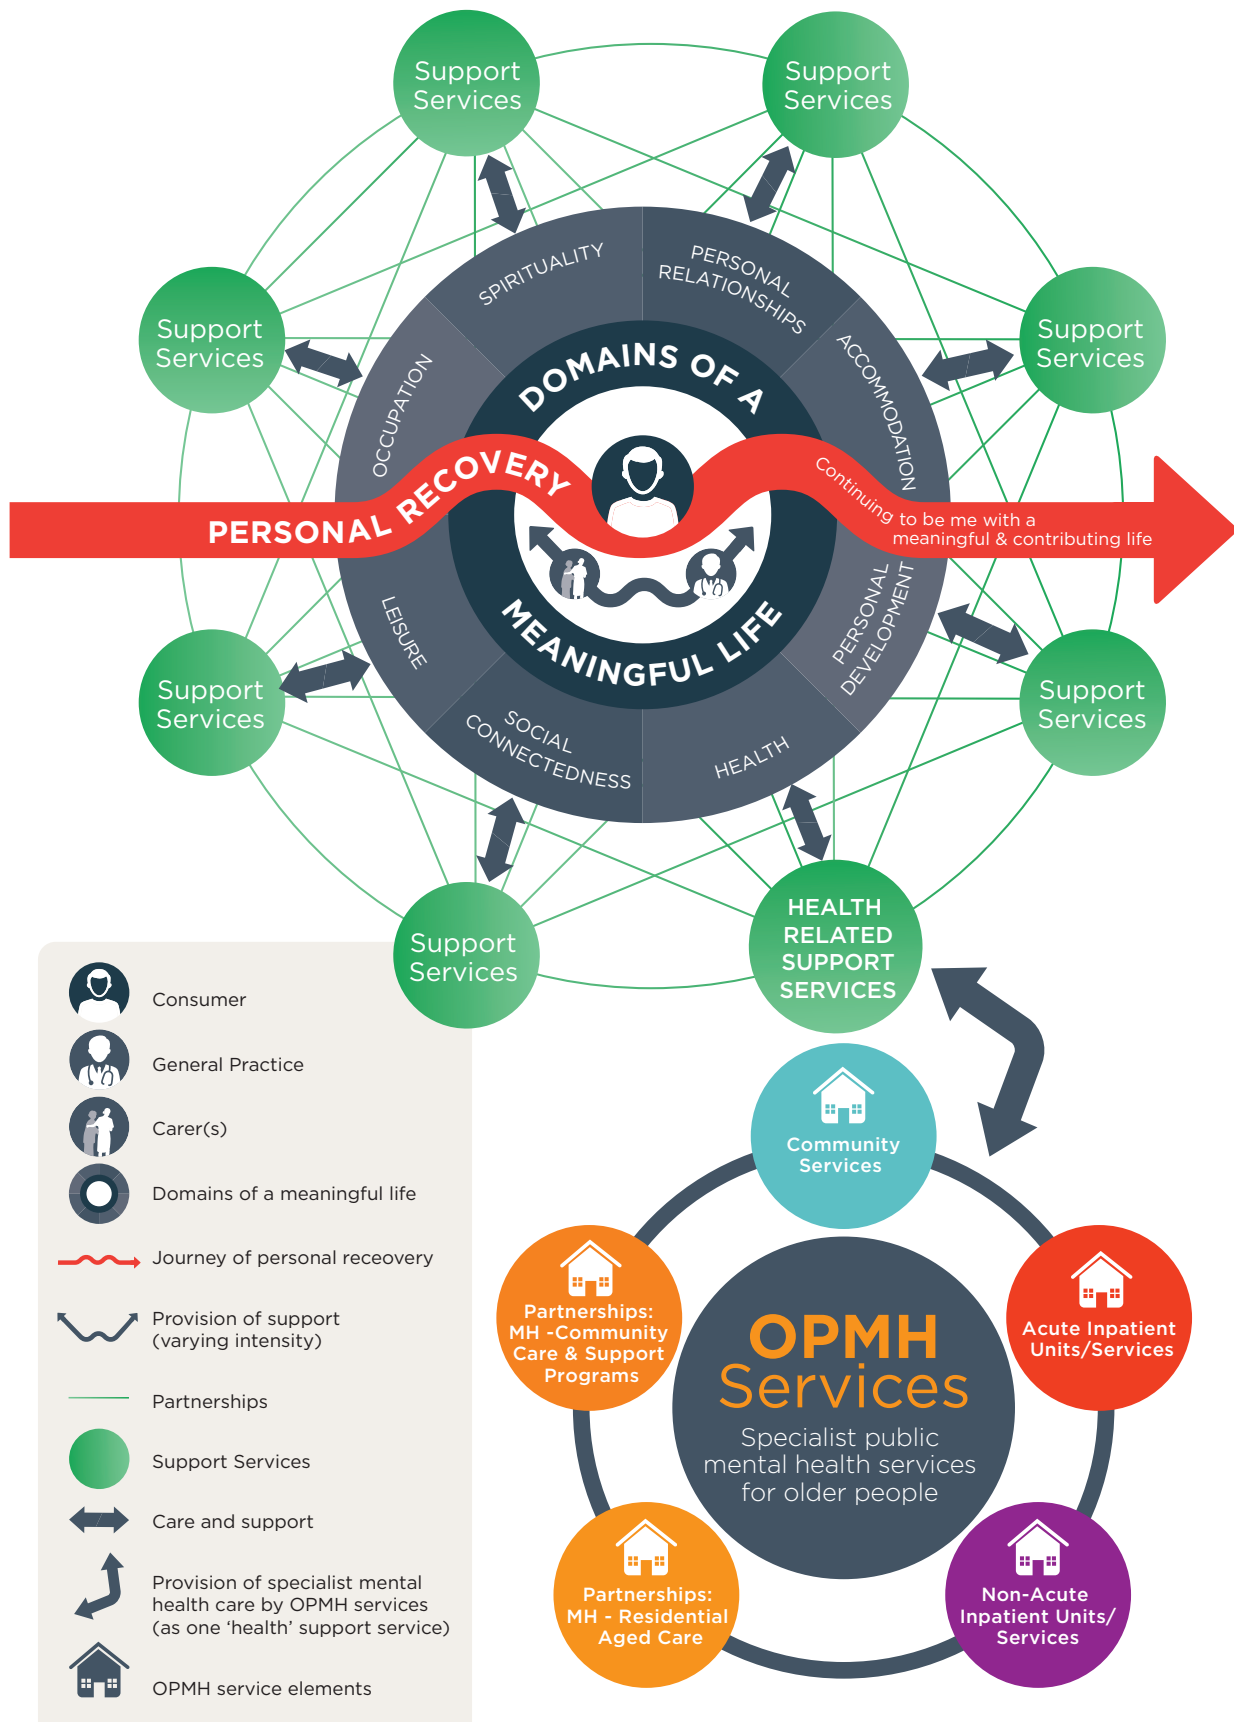 Support
Services
Support
Services
SPIRITUALITY
PERSONAL
RELATIONSHIPS
Support
Services
Support
Services
OCCUPATION
ACCOMMODATION
DOMAINS OF A
MEANINGFUL LIFE
PERSONAL RECOVERY
Continuing
to be me with a
meaningful & contributing life
LEISURE
PERSONAL
DEVELOPMENT
Support
Services
Support
Services
SOCIAL
CONNECTEDNESS
HEALTH
Support
Services
HEALTH
RELATED
SUPPORT
SERVICES
Consumer
General Practice
Carer(s)
Domains of a meaningful life
Journey of personal receovery
Provision of support
(varying intensity)
Partnerships
Support Services
Care and support
Provision of specialist mental
health care by OPMH services
(as one ‘health’ support service)
OPMH service elements
Community
Services
Partnerships:
MH -Community
Care & Support
Programs
Acute Inpatient
Units/Services
OPMH
Services
Specialist public
mental health services
for older people
Partnerships:
MH - Residential
Aged Care
Non-Acute
Inpatient Units/
Services